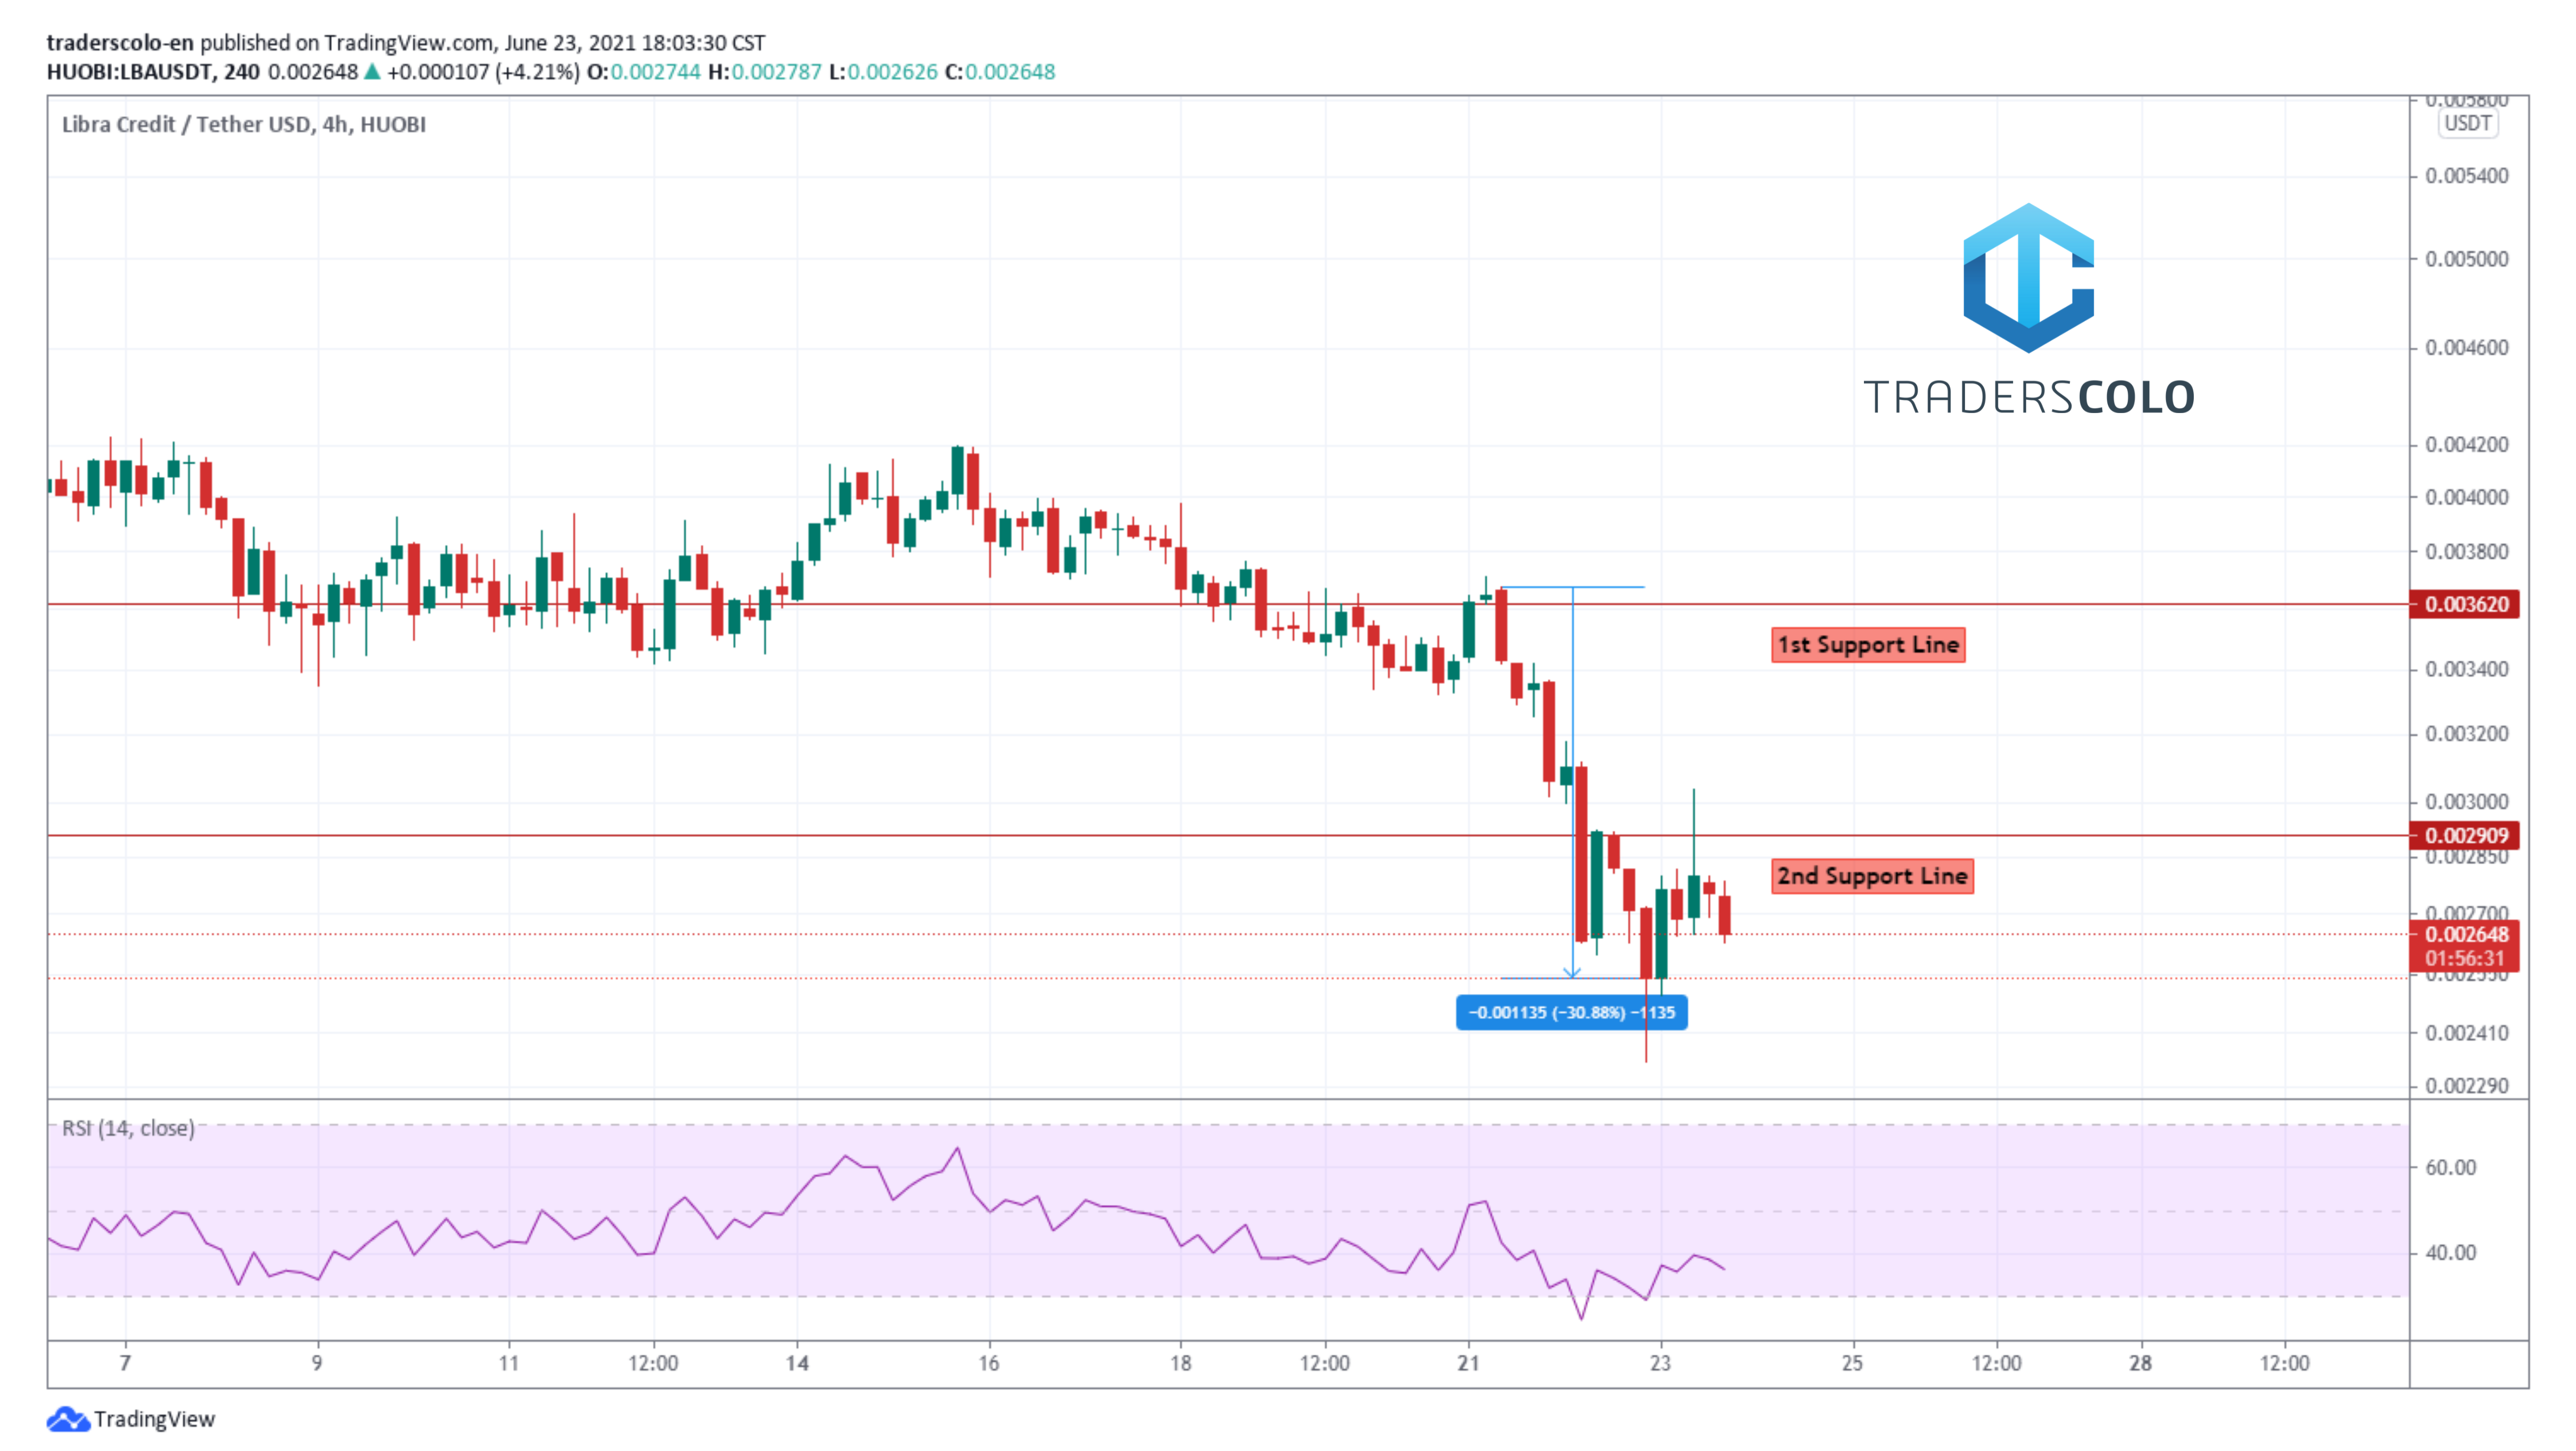 traderscolo-en published on TradingView.com, June 23, 2021 18:03:30 CST
HUOBI:LBAUSDT, 240 0.002648 ▲ +0.000107 (+4.21%) O:0.002744 H:0.002787 L:0.002626 C:0.002648
Libra Credit / Tether USD, 4h, HUOBI
0.005800
USDT
0.005400
0.005000
0.004600
TRADERSCOLO
0.004200
0.004000
0.003800
0.003620
1st Support Line
0.003400
0.003200
0.003000
0.002909
0.002850
2nd Support Line
0.002700
0.002648
01:56:31
0.002550
−0.001135 (−30.88%) −1135
0.002410
0.002290
RSI (14, close)
60.00
40.00
7 9 11 12:00 14 16 18 12:00 21 23 25 12:00 28 12:00
TradingView